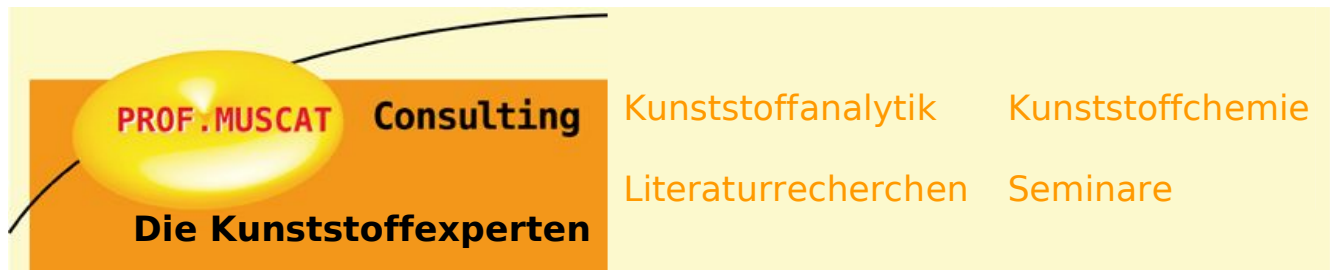 PROF.MUSCAT Consulting
Die Kunststoffexperten
Kunststoffanalytik Kunststoffchemie
Literaturrecherchen Seminare